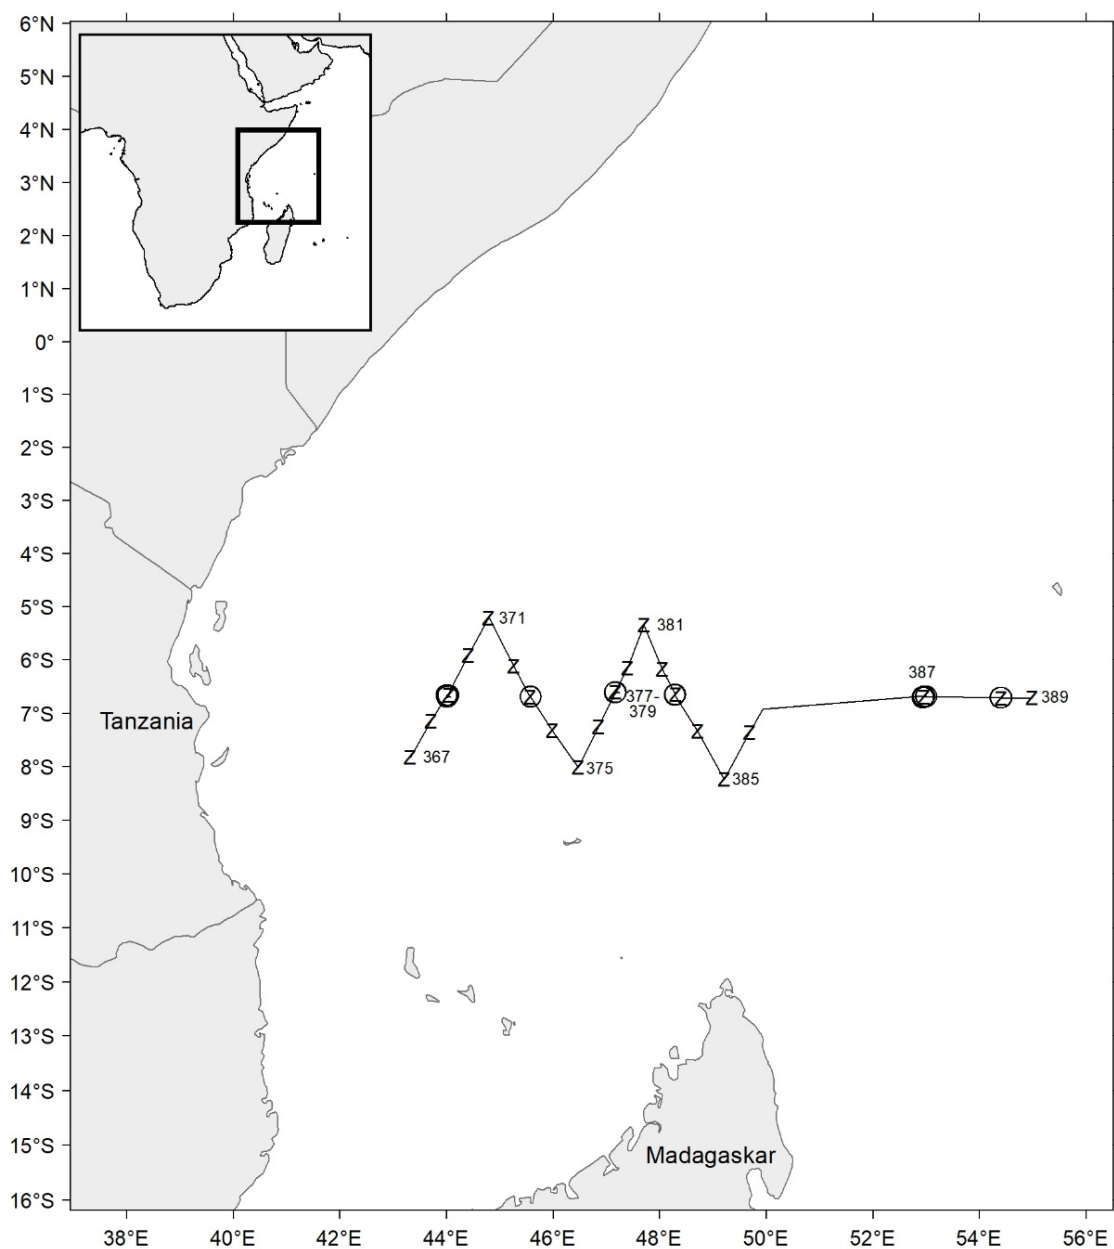 6°N
5°N
4°N
3°N
2°N
1°N
0°
1°S
2°S
3°S
4°S
5°S
Z 371
Z 381
6°S
Z
Z
Z
Z
387
Z
Z
Z
377-
379
Z
Z
Z
Z 389
7°S
Tanzania
Z
Z
Z
Z
Z
8°S
Z 367
Z 375
Z 385
9°S
10°S
11°S
12°S
13°S
14°S
15°S
Madagaskar
16°S
38°E 40°E 42°E 44°E 46°E 48°E 50°E 52°E 54°E 56°E